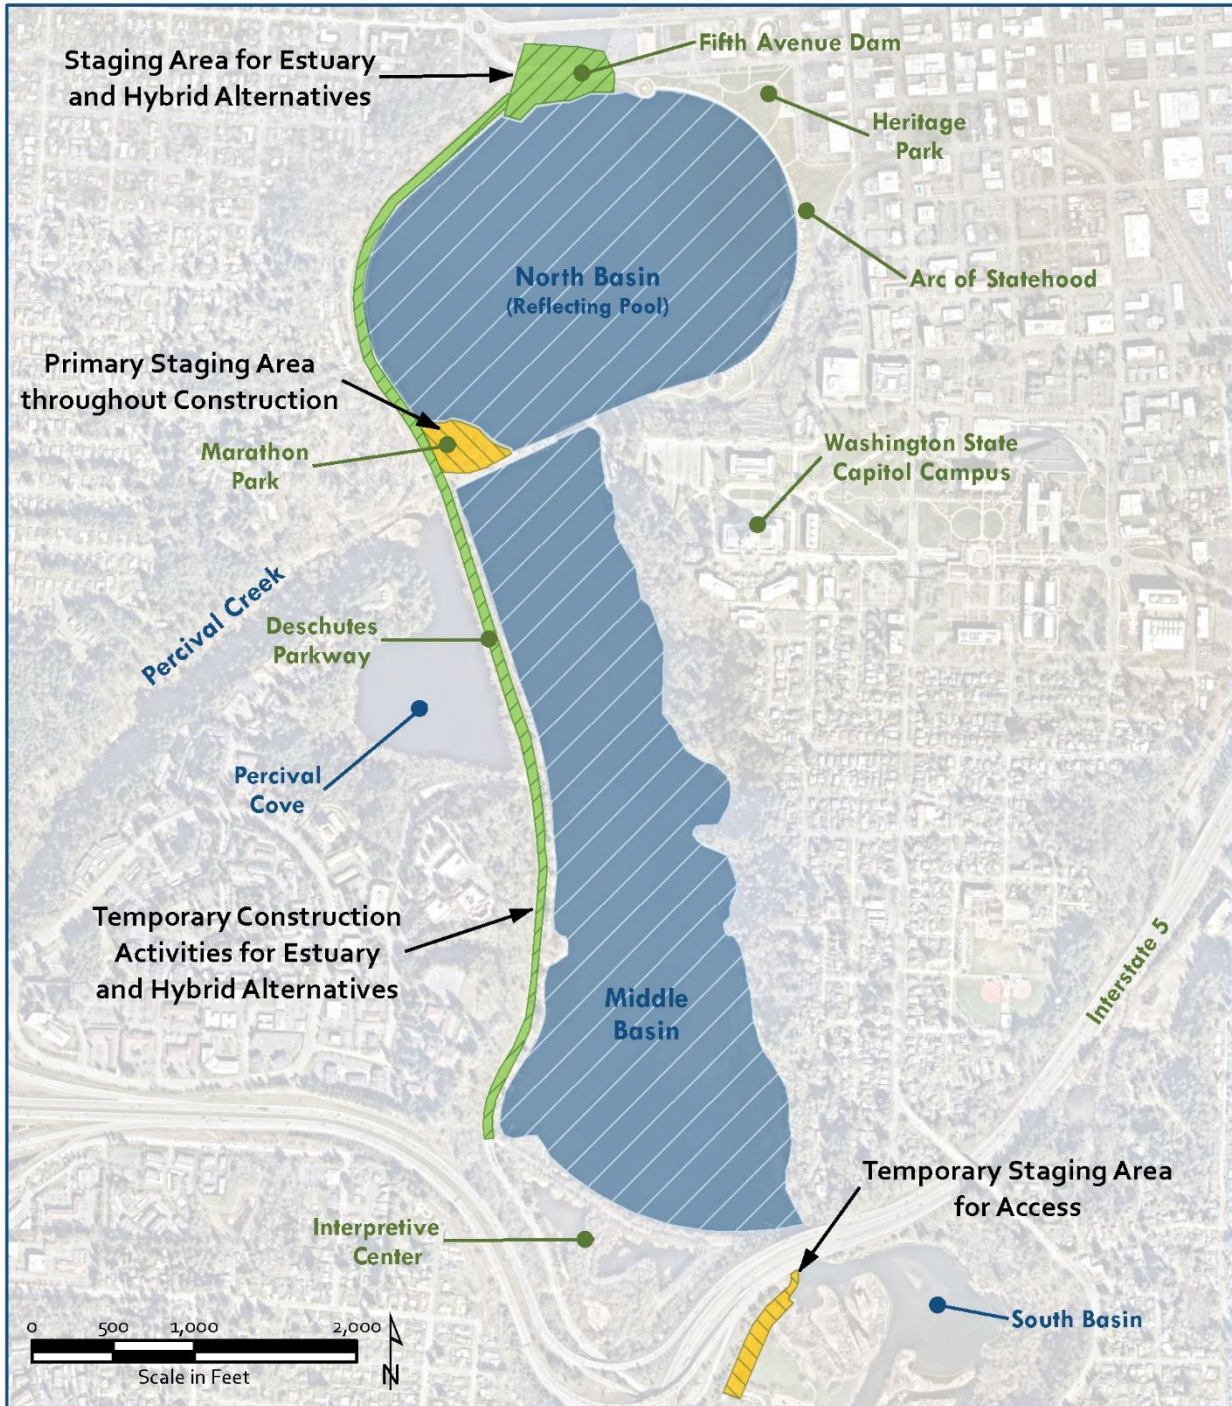 Staging Area for Estuary
and Hybrid Alternatives
Fifth Avenue Dam
Heritage
Park
Arc of Statehood
North Basin
(Reflecting Pool)
Primary Staging Area
throughout Construction
Marathon
Park
Washington State
Capitol Campus
Percival Creek
Deschutes
Parkway
Percival
Cove
Temporary Construction
Activities for Estuary
and Hybrid Alternatives
Middle
Basin
Interstate 5
Temporary Staging Area
for Access
Interpretive
Center
South Basin
0 500 1,000 2,000
Scale in Feet
N